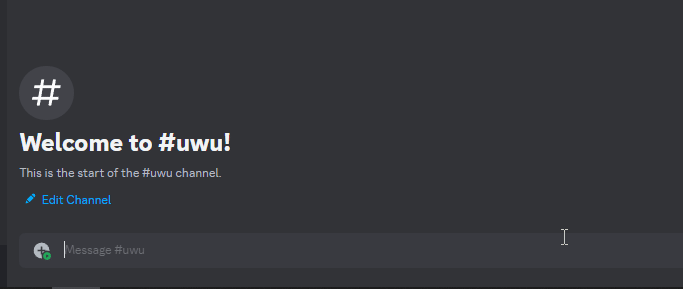 #
Welcome to #uwu!
This is the start of the #uwu channel.
Edit Channel
Message #uwu